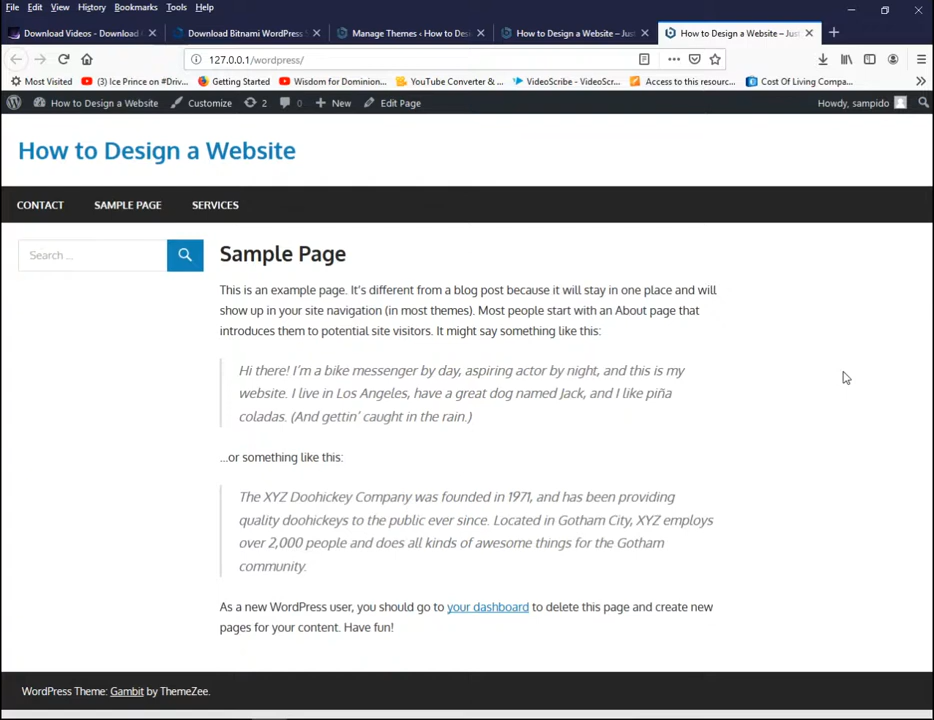 File Edit View History Bookmarks Tools Help
Download Videos - Download
Download Bitnami WordPress
Manage Themes ‹ How to Des
How to Design a Website – Just
How to Design a Website – Just
127.0.0.1/wordpress/
Most Visited
(3) Ice Prince on #Driv...
Getting Started
Wisdom for Dominion...
YouTube Converter & ...
VideoScribe - VideoScr...
Access to this resourc...
Cost Of Living Compa...
How to Design a Website
Customize
2
0
New
Edit Page
Howdy, sampido
How to Design a Website
CONTACT SAMPLE PAGE SERVICES
Search ...
Sample Page
This is an example page. It's different from a blog post because it will stay in one place and will
show up in your site navigation (in most themes). Most people start with an About page that
introduces them to potential site visitors. It might say something like this:
Hi there! I'm a bike messenger by day, aspiring actor by night, and this is my
website. I live in Los Angeles, have a great dog named Jack, and I like piña
coladas. (And gettin' caught in the rain.)
...or something like this:
The XYZ Doohickey Company was founded in 1971, and has been providing
quality doohickeys to the public ever since. Located in Gotham City, XYZ employs
over 2,000 people and does all kinds of awesome things for the Gotham
community.
As a new WordPress user, you should go to your dashboard to delete this page and create new
pages for your content. Have fun!
WordPress Theme: Gambit by ThemeZee.